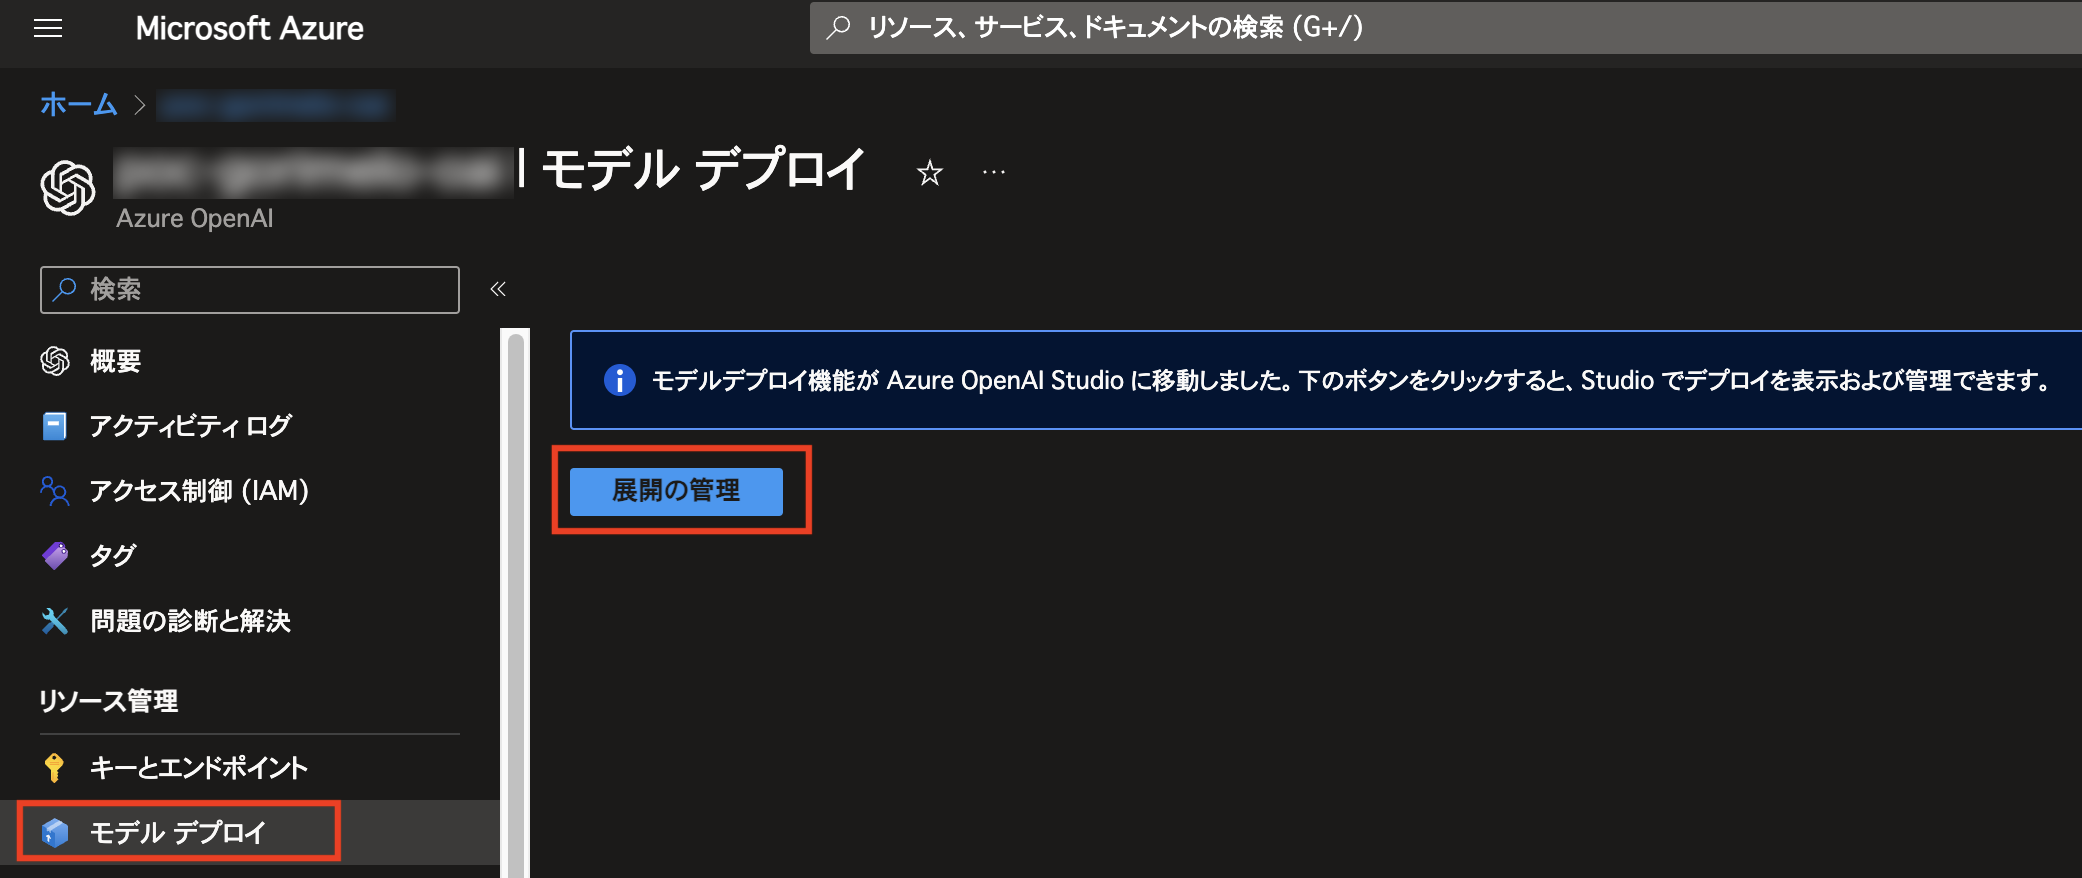 Microsoft Azure
リソース、サービス、ドキュメントの検索 (G+/)
ホーム >
| モデル デプロイ ☆ …
Azure OpenAI
検索 «
概要
アクティビティ ログ
アクセス制御 (IAM)
タグ
問題の診断と解決
リソース管理
キーとエンドポイント
モデル デプロイ
モデルデプロイ機能が Azure OpenAI Studio に移動しました。下のボタンをクリックすると、Studio でデプロイを表示および管理できます。
展開の管理